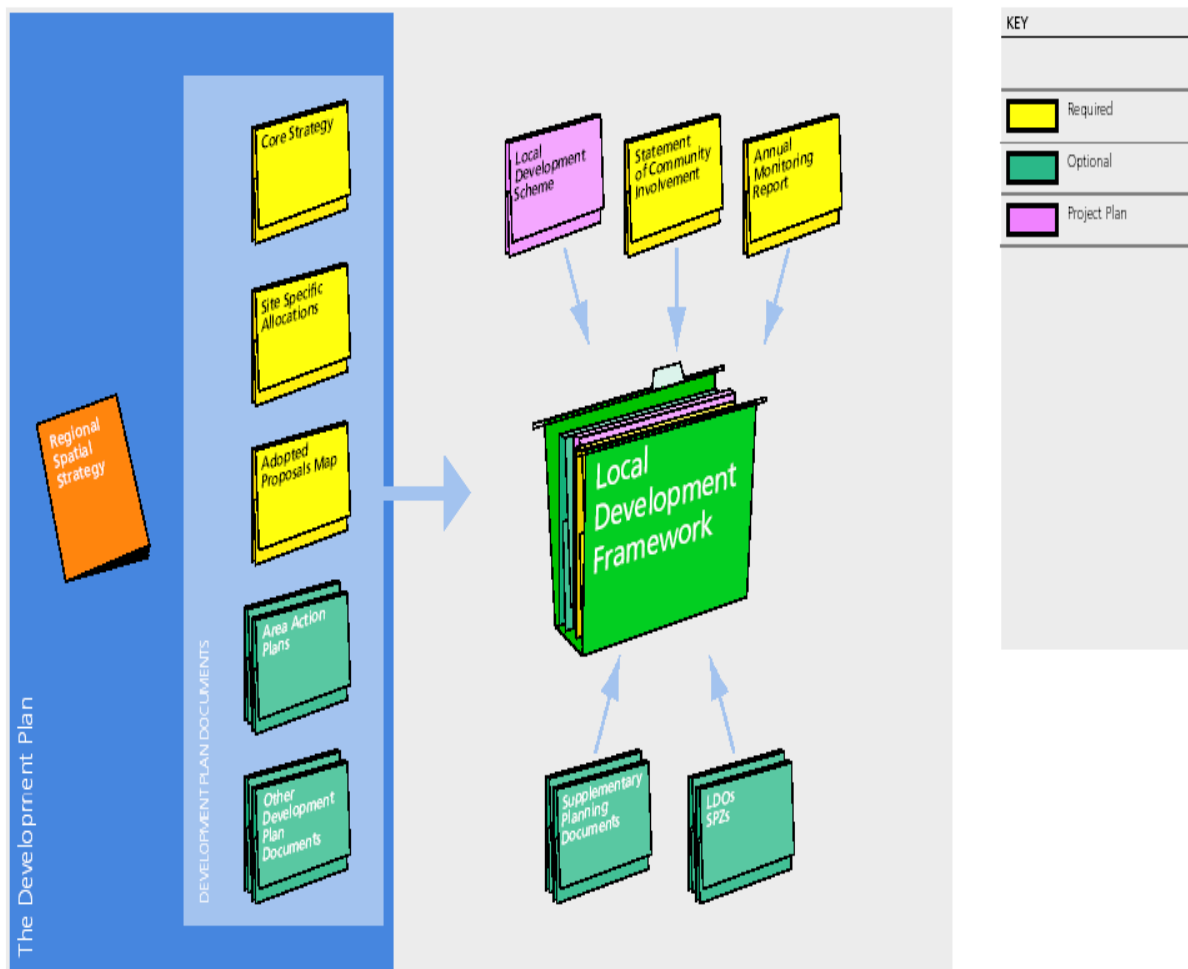 KEY
Required
Optional
Project Plan
The Development Plan
Regional
Spatial
Strategy
DEVELOPMENT PLAN DOCUMENTS
Core Strategy
Site Specific
Allocations
Adopted
Proposals Map
Area Action
Plans
Other
Development
Plan
Documents
Local
Development
Scheme
Statement
of Community
Involvement
Annual
Monitoring
Report
Local
Development
Framework
Supplementary
Planning
Documents
LDOs
SPZs